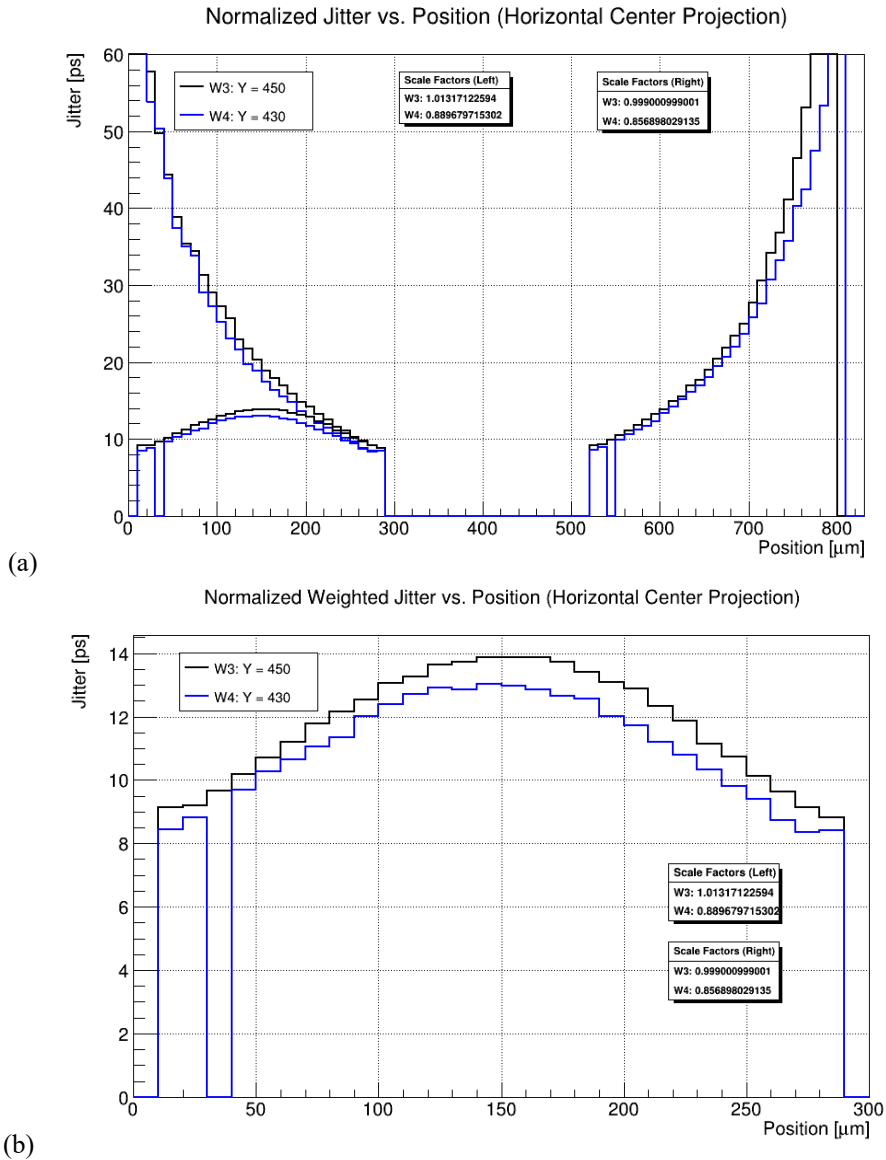 Normalized Jitter vs. Position (Horizontal Center Projection)
Jitter [ps]
60
50
40
30
20
10
0
W3: Y = 450
W4: Y = 430
Scale Factors (Left)
W3: 1.01317122594
W4: 0.889679715302
Scale Factors (Right)
W3: 0.999000999001
W4: 0.856898029135
0 100 200 300 400 500 600 700 800
Position [μm]
(a)
Normalized Weighted Jitter vs. Position (Horizontal Center Projection)
Jitter [ps]
14
12
10
8
6
4
2
0
W3: Y = 450
W4: Y = 430
Scale Factors (Left)
W3: 1.01317122594
W4: 0.889679715302
Scale Factors (Right)
W3: 0.999000999001
W4: 0.856898029135
0 50 100 150 200 250 300
Position [μm]
(b)